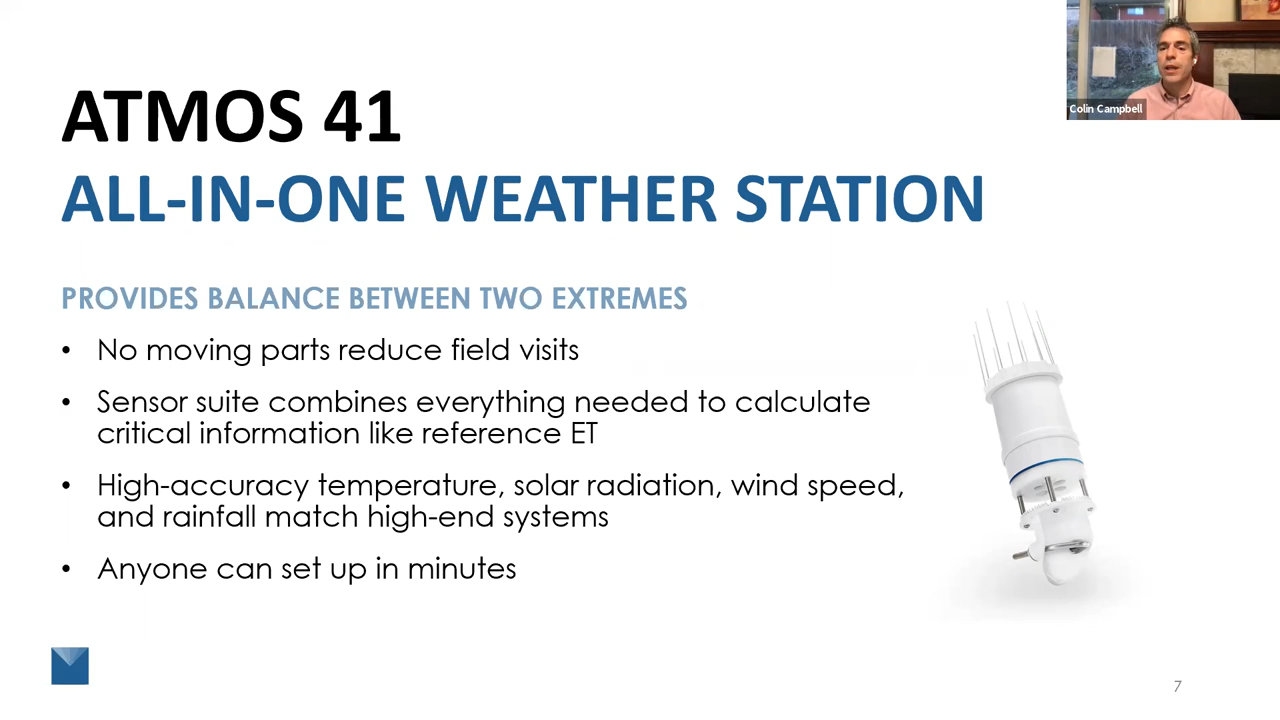 Colin Campbell
ATMOS 41
ALL-IN-ONE WEATHER STATION
PROVIDES BALANCE BETWEEN TWO EXTREMES
• No moving parts reduce field visits
• Sensor suite combines everything needed to calculate
critical information like reference ET
• High-accuracy temperature, solar radiation, wind speed,
and rainfall match high-end systems
• Anyone can set up in minutes
7